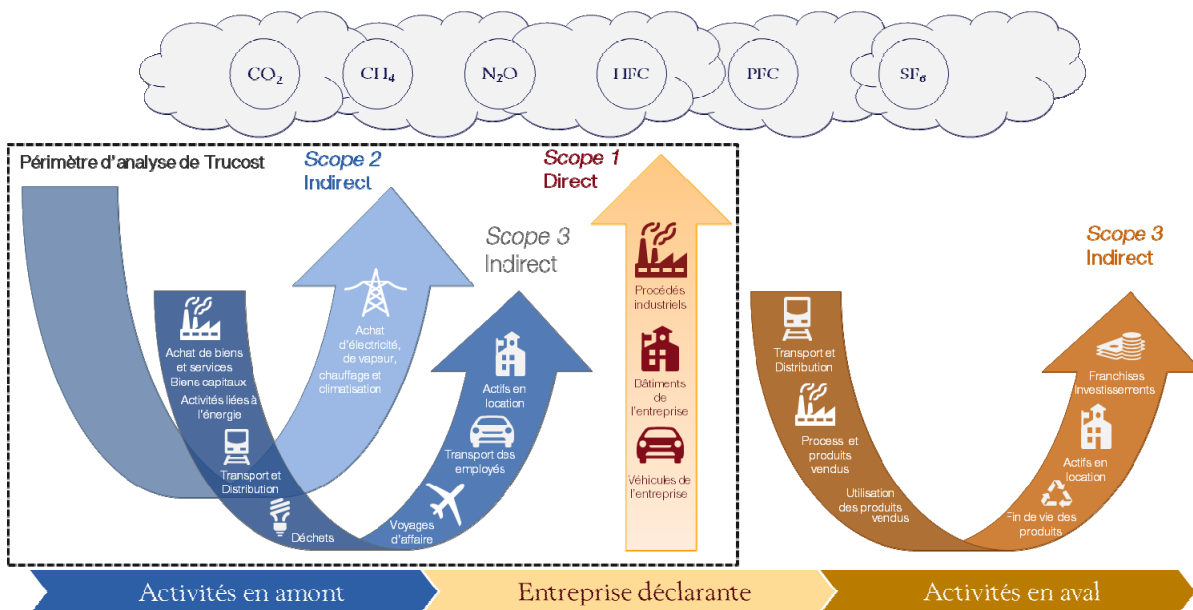 CO₂
CH₄
N₂O
HFC
PFC
SF₆
Périmètre d'analyse de Trucost
Scope 2
Indirect
Scope 1
Direct
Scope 3
Indirect
Scope 3
Indirect
Achat de biens
et services
Biens capitaux
Activités liées à
l'énergie
Transport et
Distribution
Déchets
Voyages
d'affaire
Transport des
employés
Actifs en
location
Achat
d'électricité,
de vapeur,
chauffage et
climatisation
Procédés
industriels
Bâtiments
de
l'entreprise
Véhicules de
l'entreprise
Transport et
Distribution
Process et
produits
vendus
Utilisation
des produits
vendus
Fin de vie des
produits
Actifs en
location
Franchises
Investissements
Activités en amont
Entreprise déclarante
Activités en aval